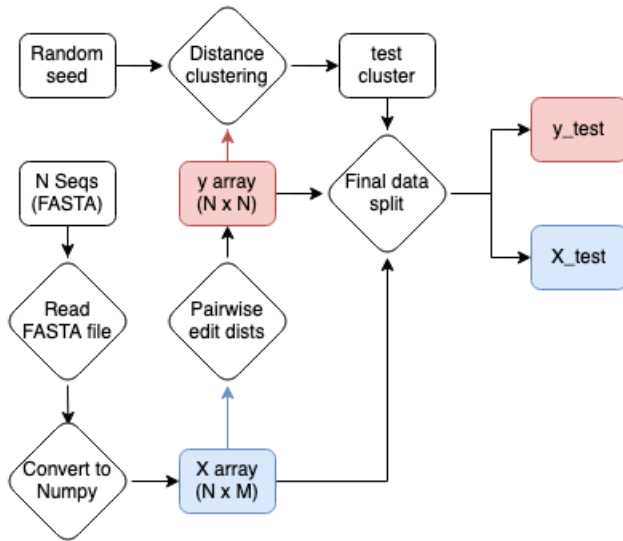 Random
seed
Distance
clustering
test
cluster
y_test
N Seqs
(FASTA)
y array
(N x N)
Final data
split
X_test
Read
FASTA file
Pairwise
edit dists
Convert to
Numpy
X array
(N x M)